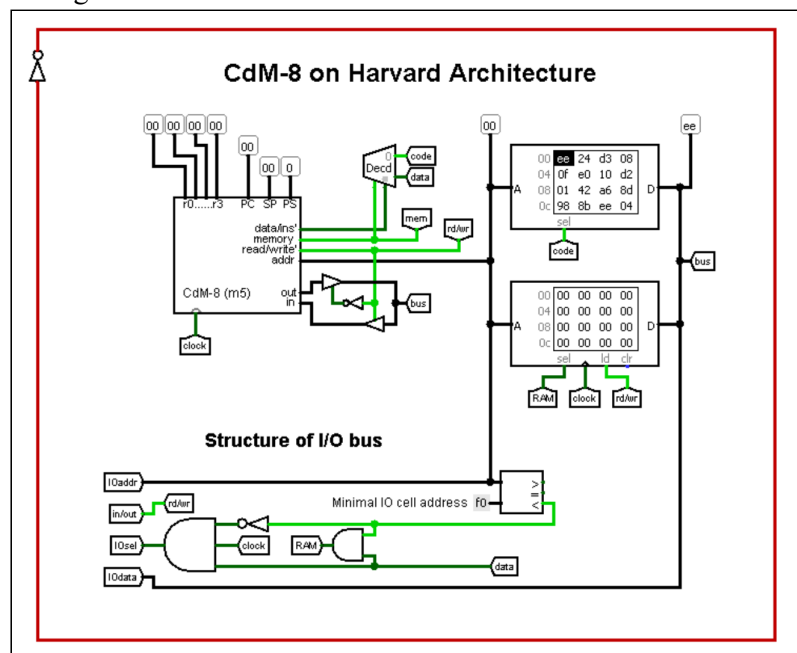 CdM-8 on Harvard Architecture
00 00 00 00
00
00 0
r0......r3 PC SP PS
data/ins'
memory
read/write'
addr
CdM-8 (m5)
out
in
clock
0
Decd
code
data
mem
rd/wr
bus
00
ee
A
00 ee 24 d3 08
04 0f e0 10 d2
08 01 42 a6 8d
0c 98 8b ee 04
D
sel
code
bus
A
00 00 00 00 00
04 00 00 00 00
08 00 00 00 00
0c 00 00 00 00
D
sel ld clr
RAM clock rd/wr
Structure of I/O bus
IOaddr
Minimal IO cell address f0
>
=
<
in/out
rd/wr
IOsel
clock
RAM
data
IOdata